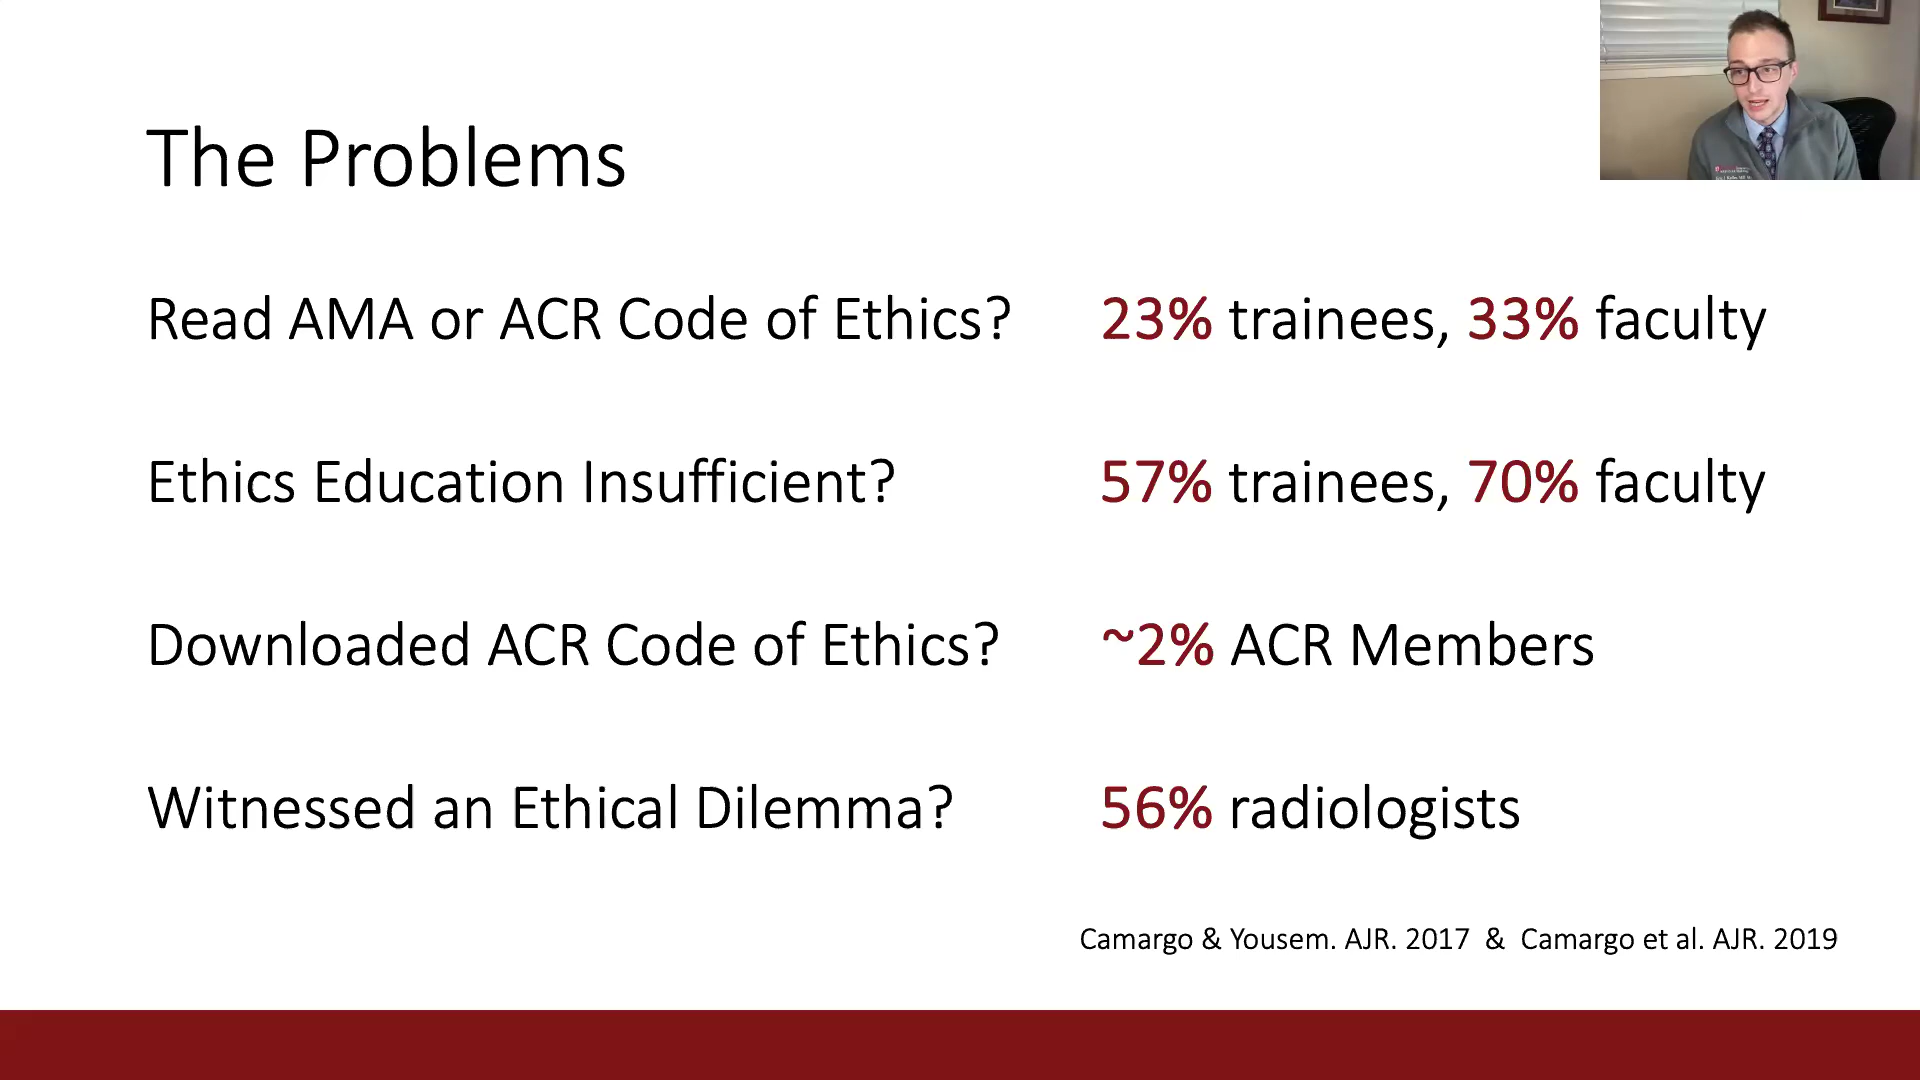 The Problems
Read AMA or ACR Code of Ethics? 23% trainees, 33% faculty
Ethics Education Insufficient? 57% trainees, 70% faculty
Downloaded ACR Code of Ethics? ~2% ACR Members
Witnessed an Ethical Dilemma? 56% radiologists
Camargo & Yousem. AJR. 2017 & Camargo et al. AJR. 2019